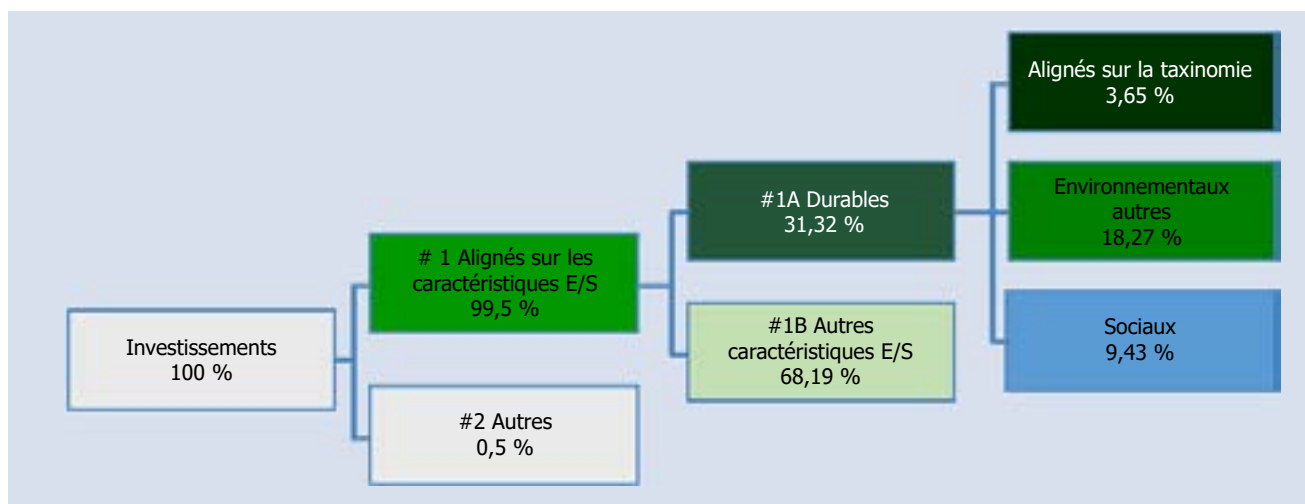 Investissements
100 %
# 1 Alignés sur les
caractéristiques E/S
99,5 %
#2 Autres
0,5 %
#1A Durables
31,32 %
#1B Autres
caractéristiques E/S
68,19 %
Alignés sur la taxinomie
3,65 %
Environnementaux
autres
18,27 %
Sociaux
9,43 %